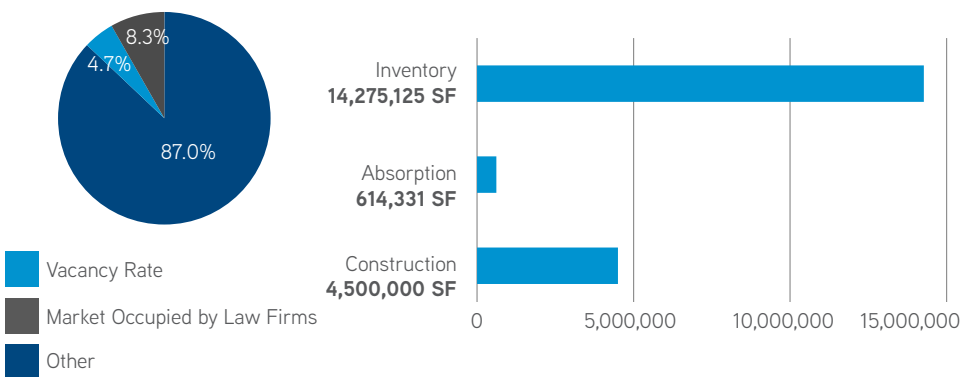 8.3%
4.7%
87.0%
Vacancy Rate
Market Occupied by Law Firms
Other
Inventory
14,275,125 SF
Absorption
614,331 SF
Construction
4,500,000 SF
0 5,000,000 10,000,000 15,000,000